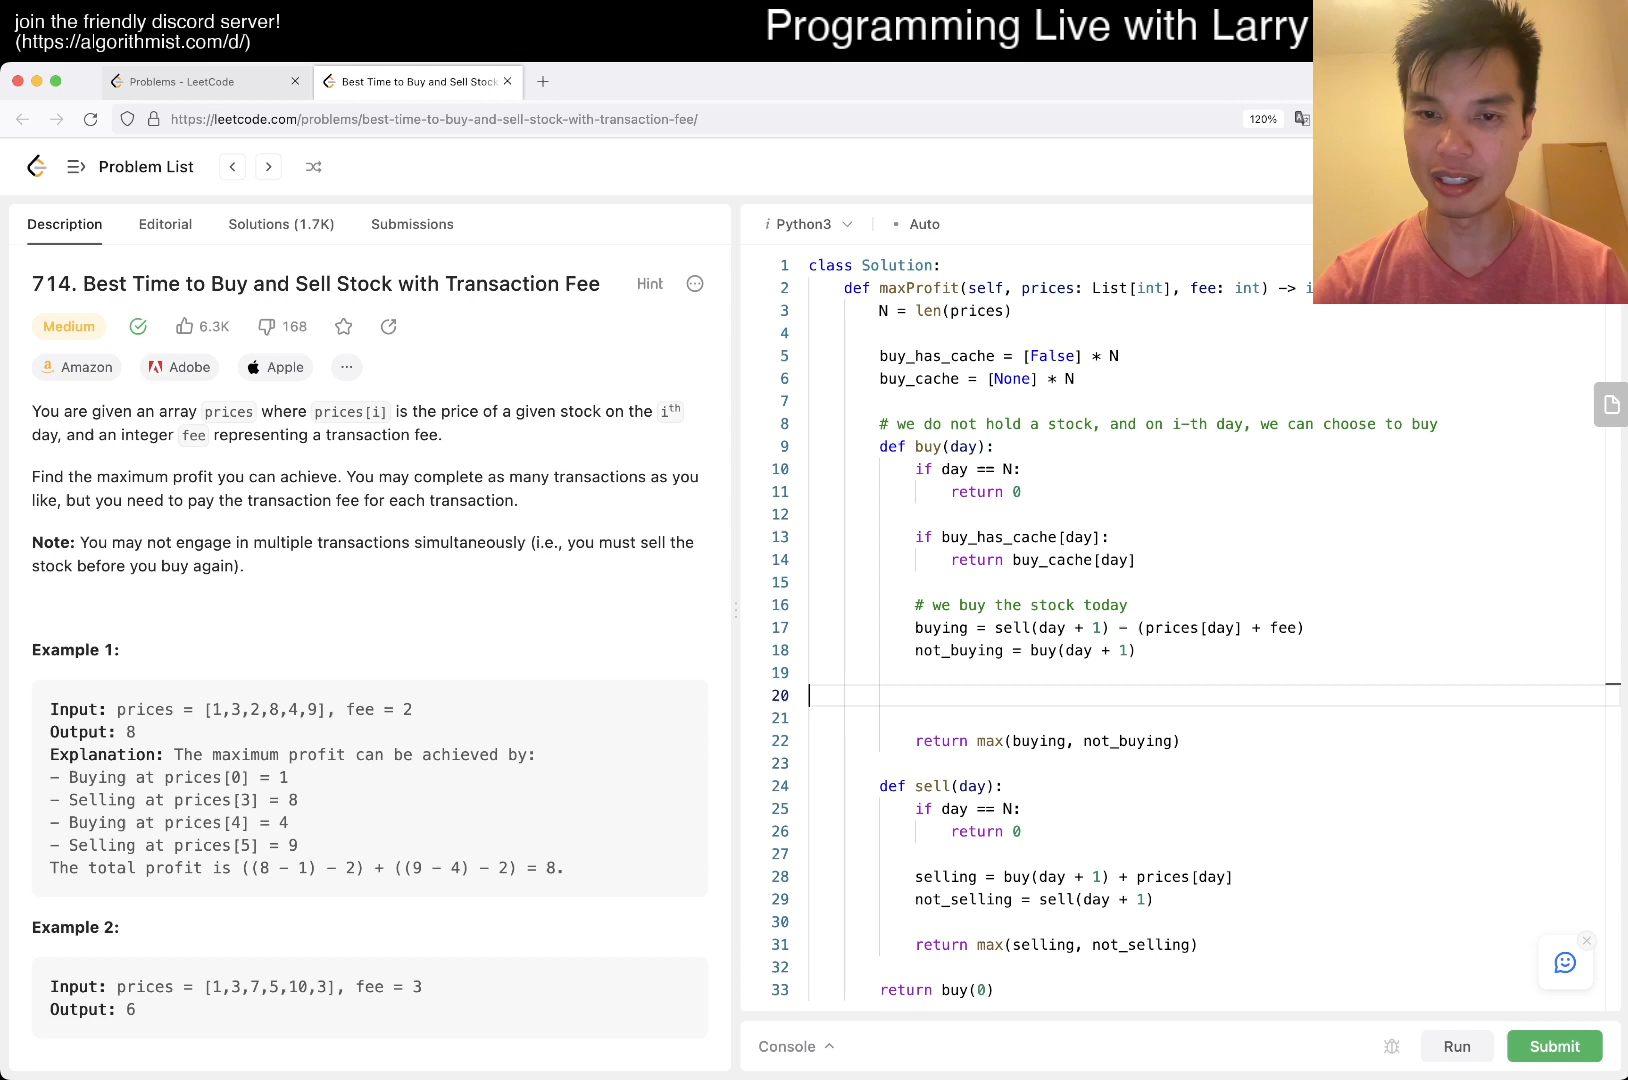 join the friendly discord server!
(https://algorithmist.com/d/)
Programming Live with Larry
Problems - LeetCode
Best Time to Buy and Sell Stock
https://leetcode.com/problems/best-time-to-buy-and-sell-stock-with-transaction-fee/
120%
Problem List
Description
Editorial
Solutions (1.7K)
Submissions
714. Best Time to Buy and Sell Stock with Transaction Fee
Hint
Medium
6.3K
168
Amazon
Adobe
Apple
You are given an array prices where prices[i] is the price of a given stock on the ith
day, and an integer fee representing a transaction fee.
Find the maximum profit you can achieve. You may complete as many transactions as you
like, but you need to pay the transaction fee for each transaction.
Note: You may not engage in multiple transactions simultaneously (i.e., you must sell the
stock before you buy again).
Example 1:
Input: prices = [1,3,2,8,4,9], fee = 2
Output: 8
Explanation: The maximum profit can be achieved by:
- Buying at prices[0] = 1
- Selling at prices[3] = 8
- Buying at prices[4] = 4
- Selling at prices[5] = 9
The total profit is ((8 - 1) - 2) + ((9 - 4) - 2) = 8.
Example 2:
Input: prices = [1,3,7,5,10,3], fee = 3
Output: 6
i Python3
Auto
1 class Solution:
2 def maxProfit(self, prices: List[int], fee: int) -> i
3 N = len(prices)
4
5 buy_has_cache = [False] * N
6 buy_cache = [None] * N
7
8 # we do not hold a stock, and on i-th day, we can choose to buy
9 def buy(day):
10 if day == N:
11 return 0
12
13 if buy_has_cache[day]:
14 return buy_cache[day]
15
16 # we buy the stock today
17 buying = sell(day + 1) - (prices[day] + fee)
18 not_buying = buy(day + 1)
19
20
21
22 return max(buying, not_buying)
23
24 def sell(day):
25 if day == N:
26 return 0
27
28 selling = buy(day + 1) + prices[day]
29 not_selling = sell(day + 1)
30
31 return max(selling, not_selling)
32
33 return buy(0)
Console
Run
Submit